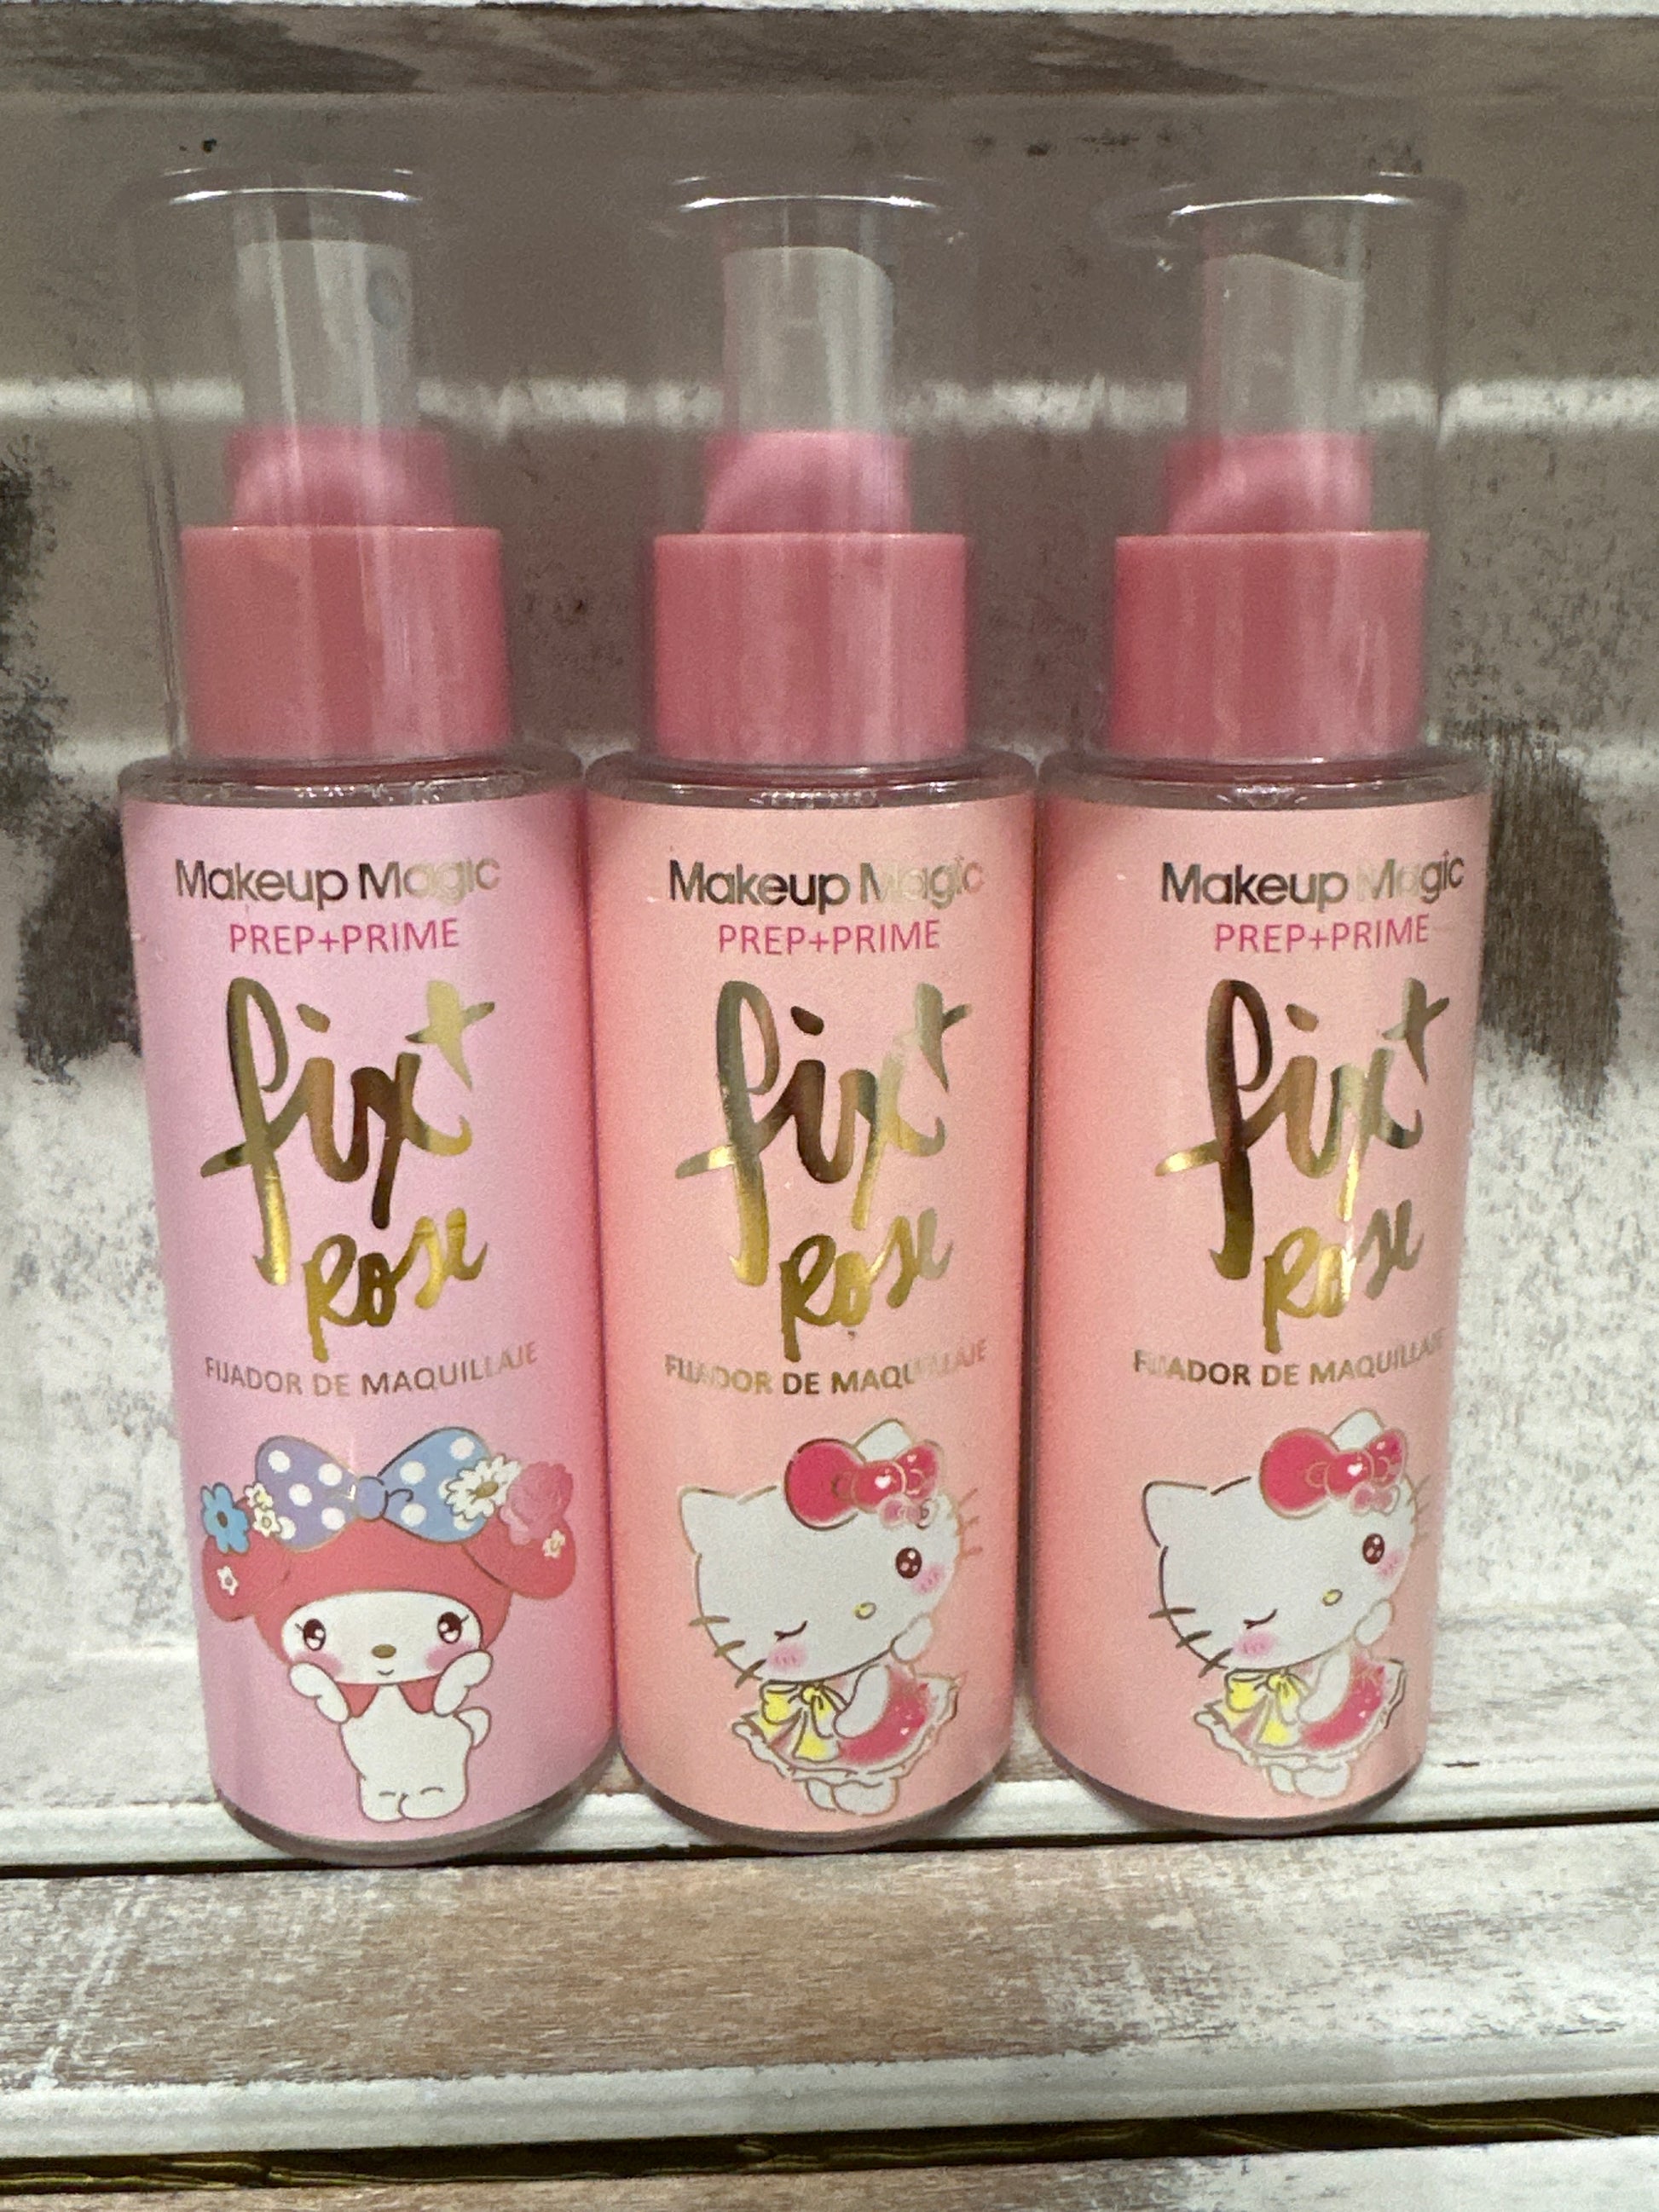 Makeup Magic
PREP+PRIME
fix+
Rose
FIJADOR DE MAQUILLAJE
Makeup Magic
PREP+PRIME
fix+
Rose
FIJADOR DE MAQUILLAJE
Makeup Magic
PREP+PRIME
fix+
Rose
FIJADOR DE MAQUILLAJE